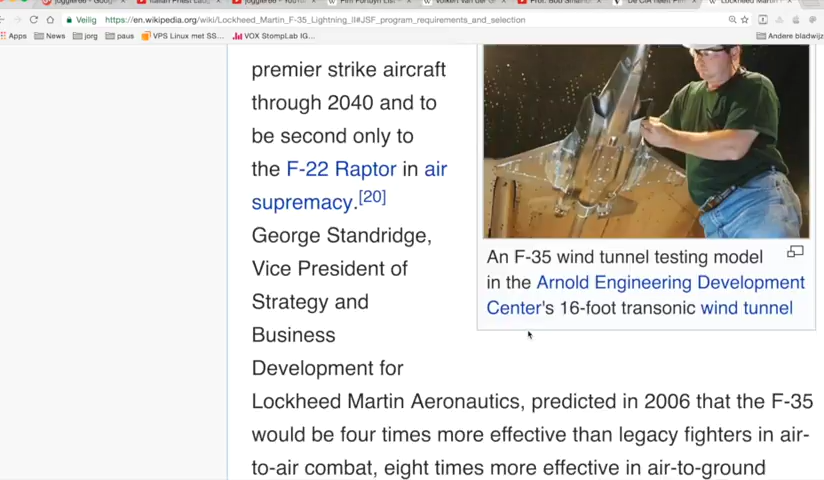 Veilig
https://en.wikipedia.org/wiki/Lockheed_Martin_F-35_Lightning_II#JSF_program_requirements_and_selection
Apps News jorg paus VPS Linux met SS... VOX StompLab IG... Andere bladwij
premier strike aircraft
through 2040 and to
be second only to
the F-22 Raptor in air
supremacy.[20]
George Standridge,
Vice President of
Strategy and
Business
Development for
Lockheed Martin Aeronautics, predicted in 2006 that the F-35
would be four times more effective than legacy fighters in air-
to-air combat, eight times more effective in air-to-ground
An F-35 wind tunnel testing model
in the Arnold Engineering Development
Center's 16-foot transonic wind tunnel